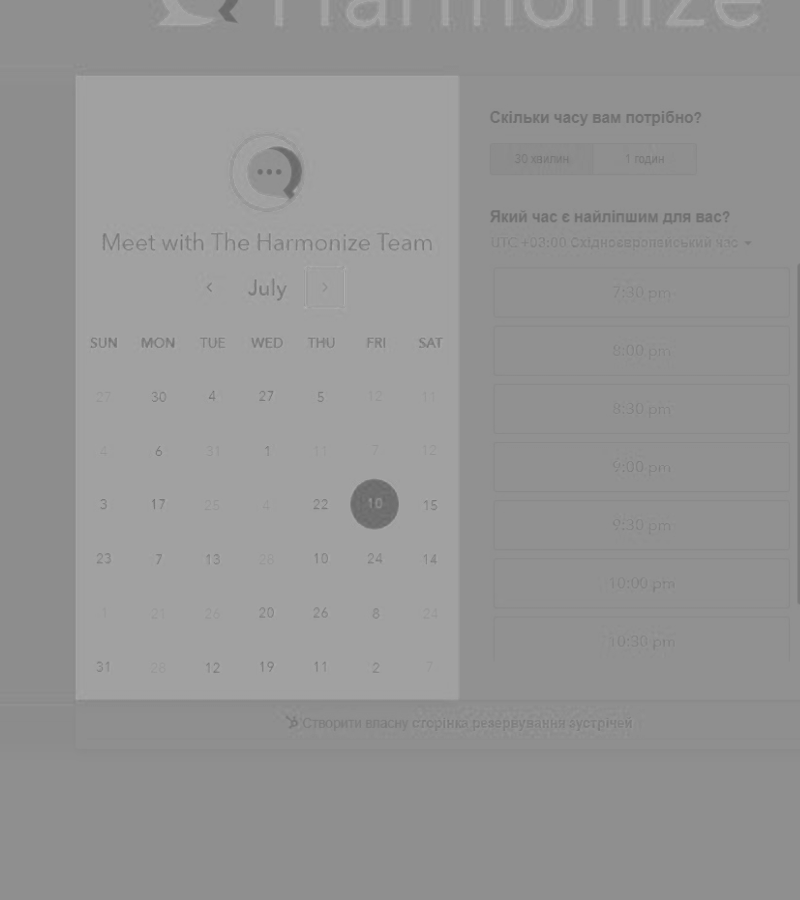 Harmonize
Meet with The Harmonize Team
July
SUN MON TUE WED THU FRI SAT
27 30 4 27 5 12 11
4 6 31 1 11 7 12
3 17 25 4 22 10 15
23 7 13 28 10 24 14
1 21 26 20 26 8 24
31 28 12 19 11 2 7
Скільки часу вам потрібно?
30 хвилин 1 годин
Який час є найліпшим для вас?
UTC +03:00 Східноєвропейський час
7:30 pm
8:00 pm
8:30 pm
9:00 pm
9:30 pm
10:00 pm
10:30 pm
Створити власну сторінка резервування зустрічей